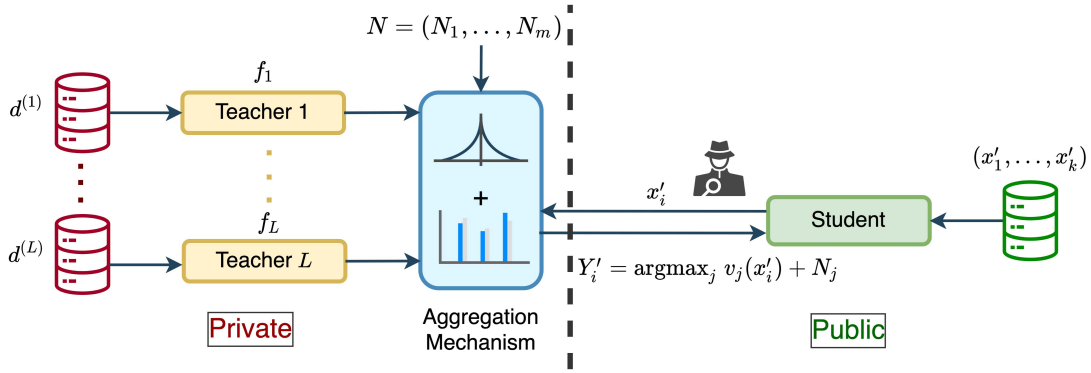 N = (N_1, . . . , N_m)
d^{(1)}
f_1
Teacher 1
d^{(L)}
f_L
Teacher L
+
Aggregation
Mechanism
Private
x'_i
Y'_i = argmax_j v_j(x'_i) + N_j
Student
(x'_1, . . . , x'_k)
Public